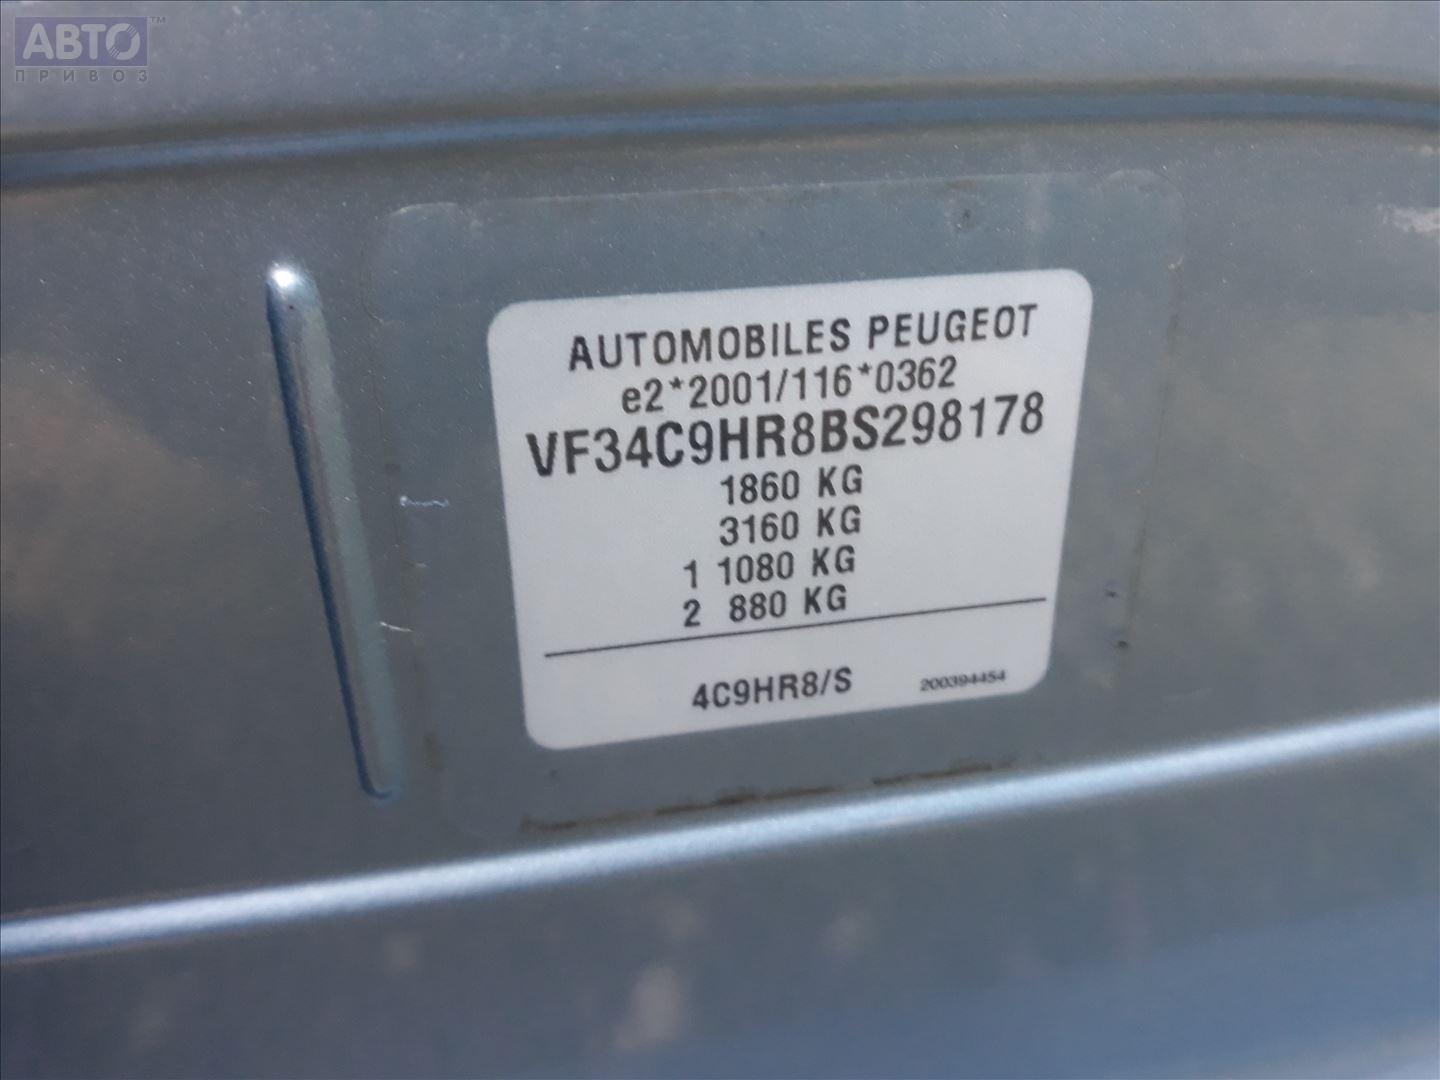 АВТО™
ПРИВОЗ
AUTOMOBILES PEUGEOT
e2*2001/116*0362
VF34C9HR8BS298178
1860 KG
3160 KG
1 1080 KG
2 880 KG
4C9HR8/S 200394454